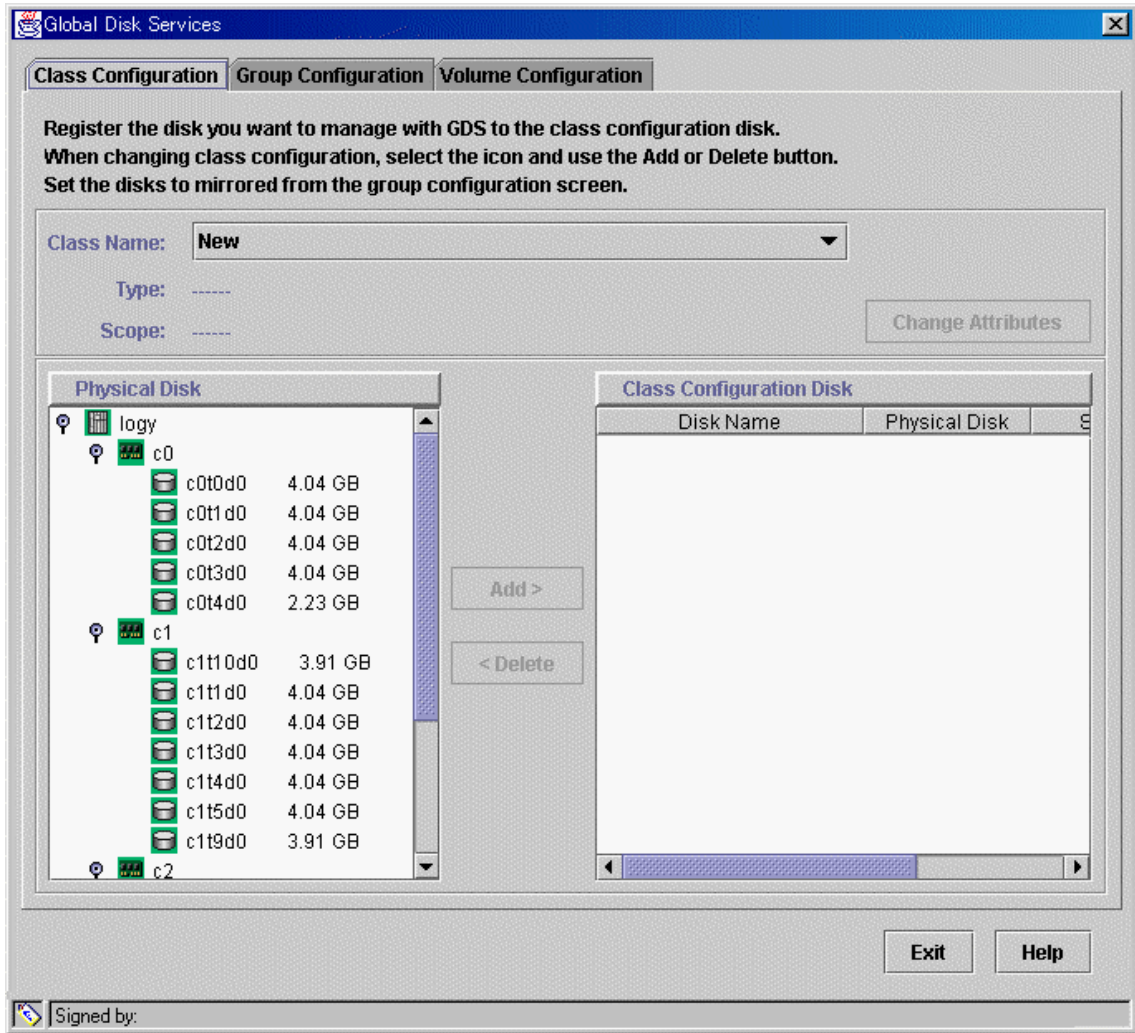 Global Disk Services
Class Configuration Group Configuration Volume Configuration
Register the disk you want to manage with GDS to the class configuration disk.
When changing class configuration, select the icon and use the Add or Delete button.
Set the disks to mirrored from the group configuration screen.
Class Name: New
Type: ------
Scope: ------
Change Attributes
Physical Disk
logy
c0
c0t0d0 4.04 GB
c0t1d0 4.04 GB
c0t2d0 4.04 GB
c0t3d0 4.04 GB
c0t4d0 2.23 GB
c1
c1t10d0 3.91 GB
c1t1d0 4.04 GB
c1t2d0 4.04 GB
c1t3d0 4.04 GB
c1t4d0 4.04 GB
c1t5d0 4.04 GB
c1t9d0 3.91 GB
c2
Add >
< Delete
Class Configuration Disk
Disk Name Physical Disk S
Exit Help
Signed by: